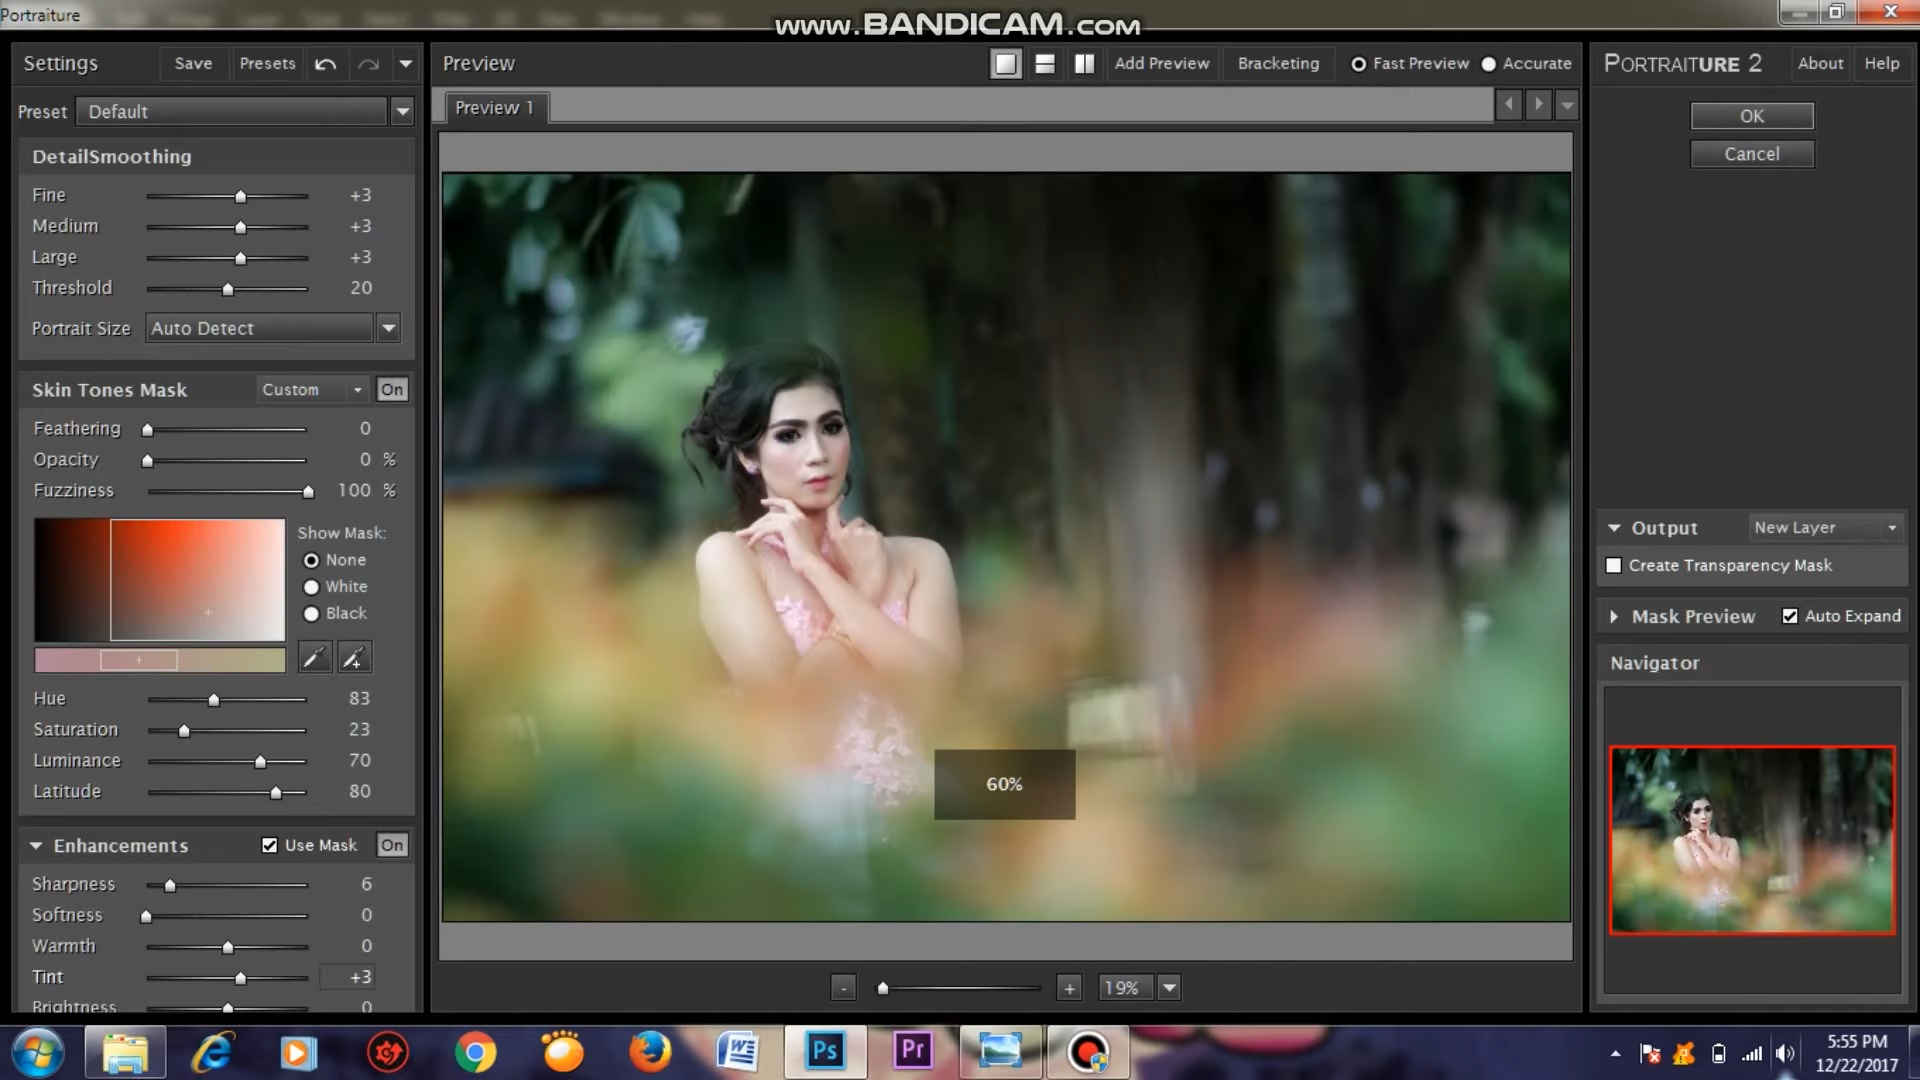 Portraiture
www.BANDICAM.com
Settings
Save
Presets
Preset
Default
DetailSmoothing
Fine +3
Medium +3
Large +3
Threshold 20
Portrait Size Auto Detect
Skin Tones Mask Custom On
Feathering 0
Opacity 0 %
Fuzziness 100 %
Show Mask:
None
White
Black
Hue 83
Saturation 23
Luminance 70
Latitude 80
Enhancements Use Mask On
Sharpness 6
Softness 0
Warmth 0
Tint +3
Brightness 0
Preview
Add Preview
Bracketing
Fast Preview
Accurate
Preview 1
60%
- + 19%
PORTRAITURE 2
About
Help
OK
Cancel
Output New Layer
Create Transparency Mask
Mask Preview Auto Expand
Navigator
W
Ps
Pr
5:55 PM
12/22/2017